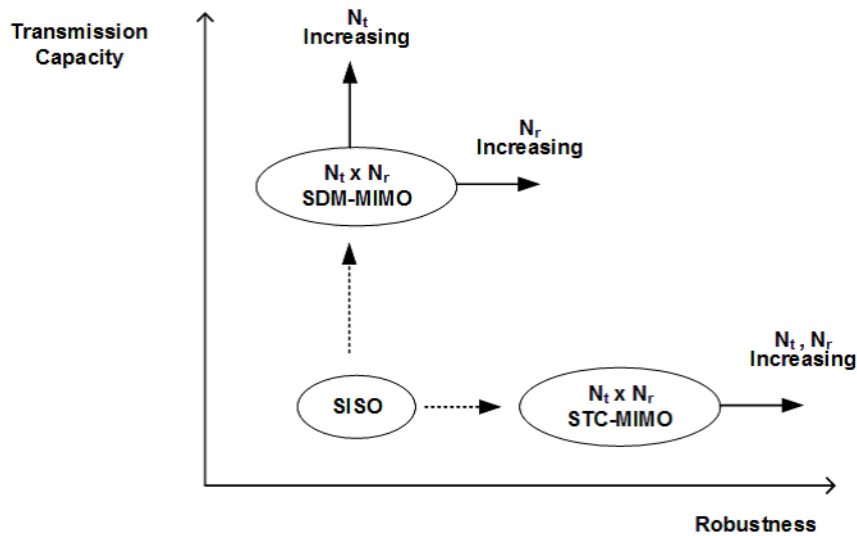 Transmission
Capacity
Nt
Increasing
Nr
Increasing
Nt x Nr
SDM-MIMO
Nt , Nr
Increasing
SISO
Nt x Nr
STC-MIMO
Robustness